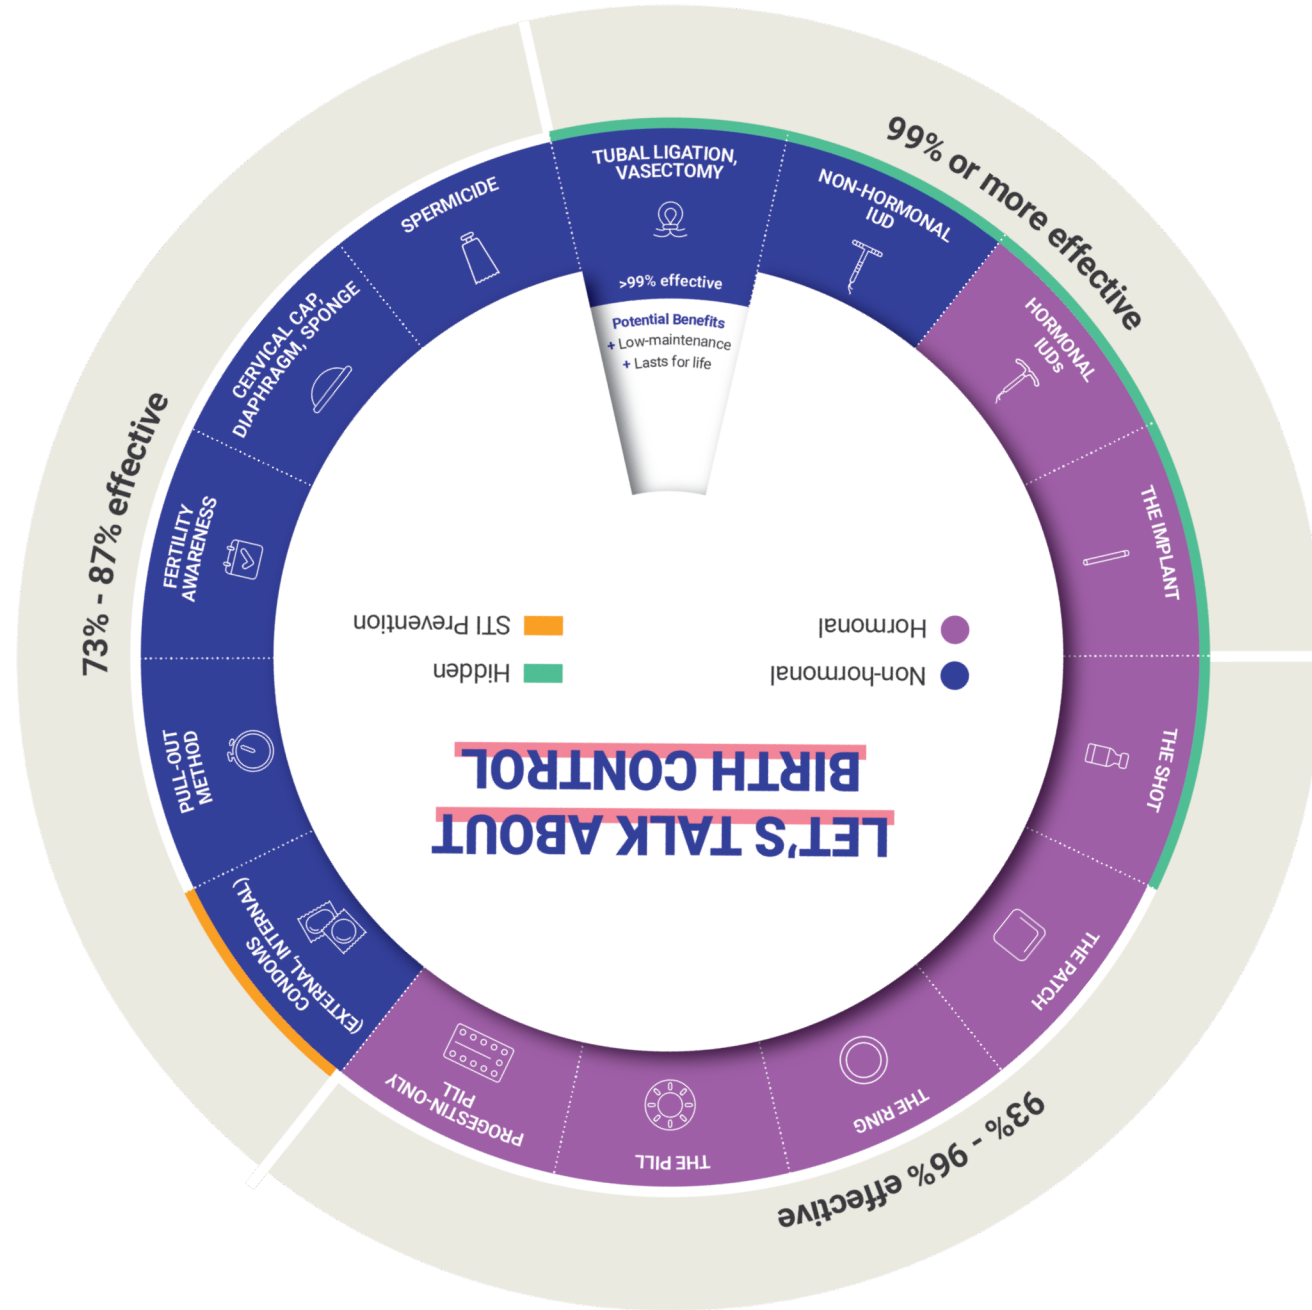 LET'S TALK ABOUT
BIRTH CONTROL
Non-hormonal
Hormonal
Hidden
STI Prevention
99% or more effective
TUBAL LIGATION,
VASECTOMY
>99% effective
Potential Benefits
+ Low-maintenance
+ Lasts for life
NON-HORMONAL
IUD
HORMONAL
IUDs
THE IMPLANT
93% - 96% effective
THE SHOT
THE PATCH
THE RING
THE PILL
PROGESTIN-ONLY
PILL
73% - 87% effective
CONDOMS
(EXTERNAL, INTERNAL)
PULL-OUT
METHOD
FERTILITY
AWARENESS
CERVICAL CAP,
DIAPHRAGM, SPONGE
SPERMICIDE